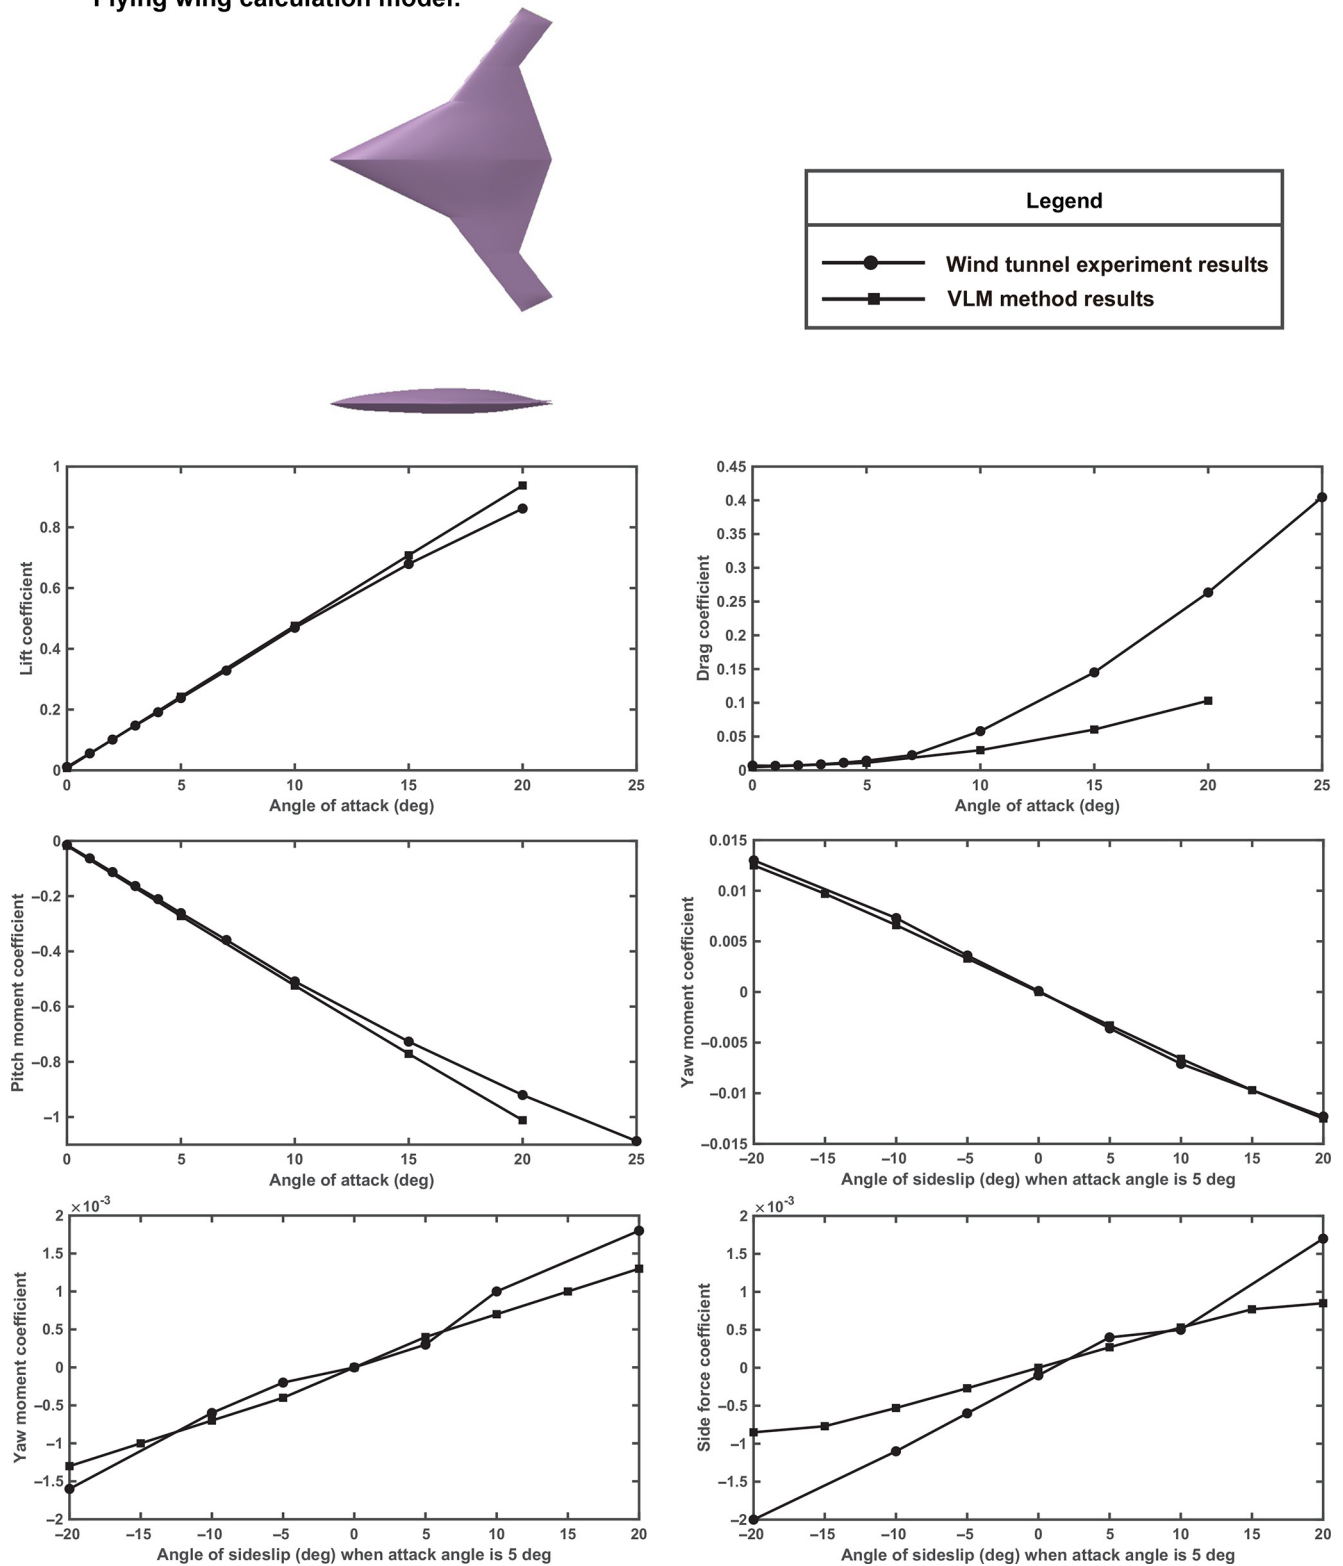 Flying wing calculation model.
Legend
Wind tunnel experiment results
VLM method results
Lift coefficient
1
0.8
0.6
0.4
0.2
0
0 5 10 15 20 25
Angle of attack (deg)
Drag coefficient
0.45
0.4
0.35
0.3
0.25
0.2
0.15
0.1
0.05
0
0 5 10 15 20 25
Angle of attack (deg)
Pitch moment coefficient
0
–0.2
–0.4
–0.6
–0.8
–1
0 5 10 15 20 25
Angle of attack (deg)
Yaw moment coefficient
0.015
0.01
0.005
0
–0.005
–0.01
–0.015
–20 –15 –10 –5 0 5 10 15 20
Angle of sideslip (deg) when attack angle is 5 deg
×10-3
Yaw moment coefficient
2
1.5
1
0.5
0
–0.5
–1
–1.5
–2
–20 –15 –10 –5 0 5 10 15 20
Angle of sideslip (deg) when attack angle is 5 deg
×10-3
Side force coefficient
2
1.5
1
0.5
0
–0.5
–1
–1.5
–2
–20 –15 –10 –5 0 5 10 15 20
Angle of sideslip (deg) when attack angle is 5 deg